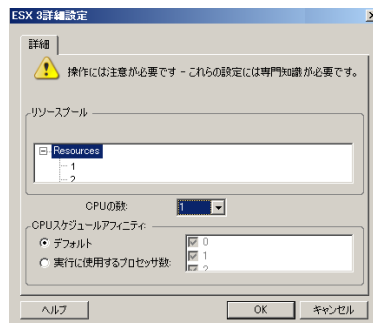 ESX 3詳細設定
詳細
操作には注意が必要です - これらの設定には専門知識が必要です。
リソースプール
Resources
1
2
CPUの数:
1
CPUスケジュールアフィニティ:
デフォルト
実行に使用するプロセッサ数:
0
1
2
ヘルプ
OK
キャンセル